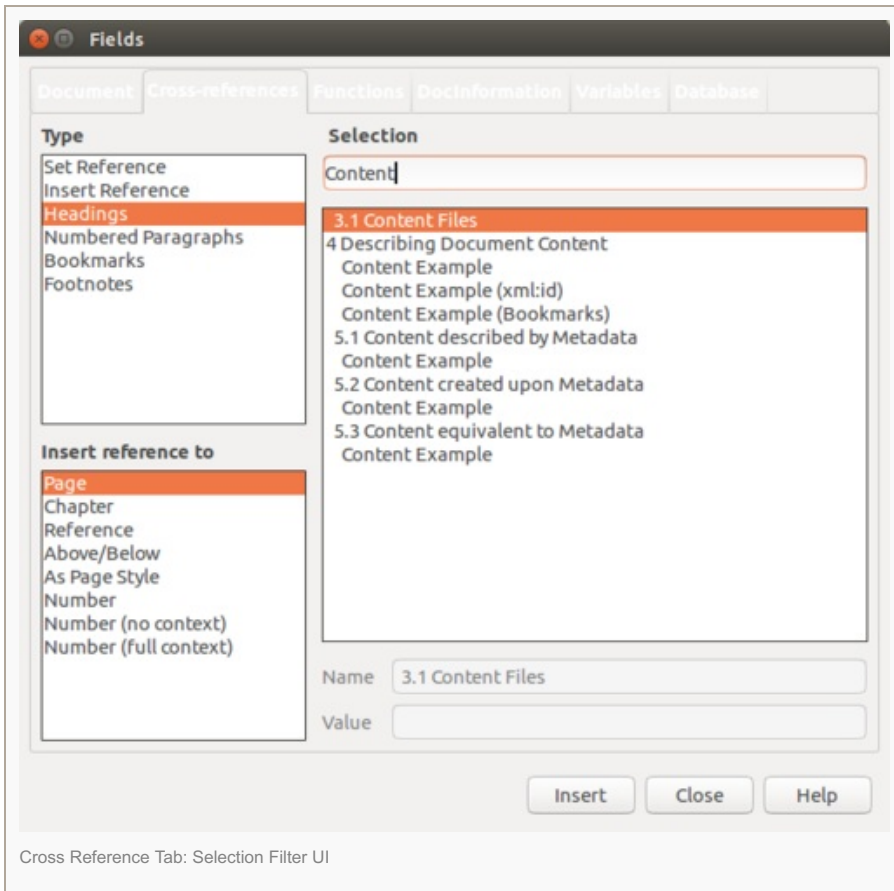 Fields
Document Cross-references Functions DocInformation Variables Database
Type
Set Reference
Insert Reference
Headings
Numbered Paragraphs
Bookmarks
Footnotes
Insert reference to
Page
Chapter
Reference
Above/Below
As Page Style
Number
Number (no context)
Number (full context)
Selection
Content
3.1 Content Files
4 Describing Document Content
Content Example
Content Example (xml:id)
Content Example (Bookmarks)
5.1 Content described by Metadata
Content Example
5.2 Content created upon Metadata
Content Example
5.3 Content equivalent to Metadata
Content Example
Name 3.1 Content Files
Value
Insert Close Help
Cross Reference Tab: Selection Filter UI